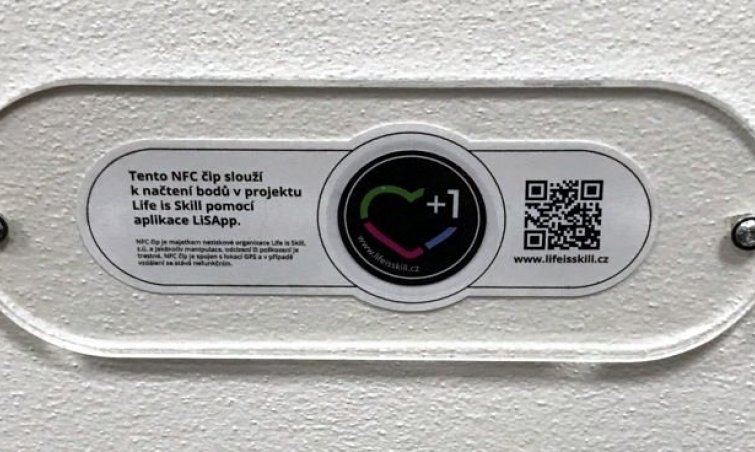 Tento NFC čip slouží
k načtení bodů v projektu
Life is Skill pomocí
aplikace LiSApp.
NFC čip je majetkem neziskové organizace Life is Skill,
z.ú. a jakákoliv manipulace, odcizení či poškození je
trestné. NFC čip je spojen s lokací GPS a v případě
vzdálení se stává nefunkčním.
+1
www.lifeisskill.cz
www.lifeisskill.cz